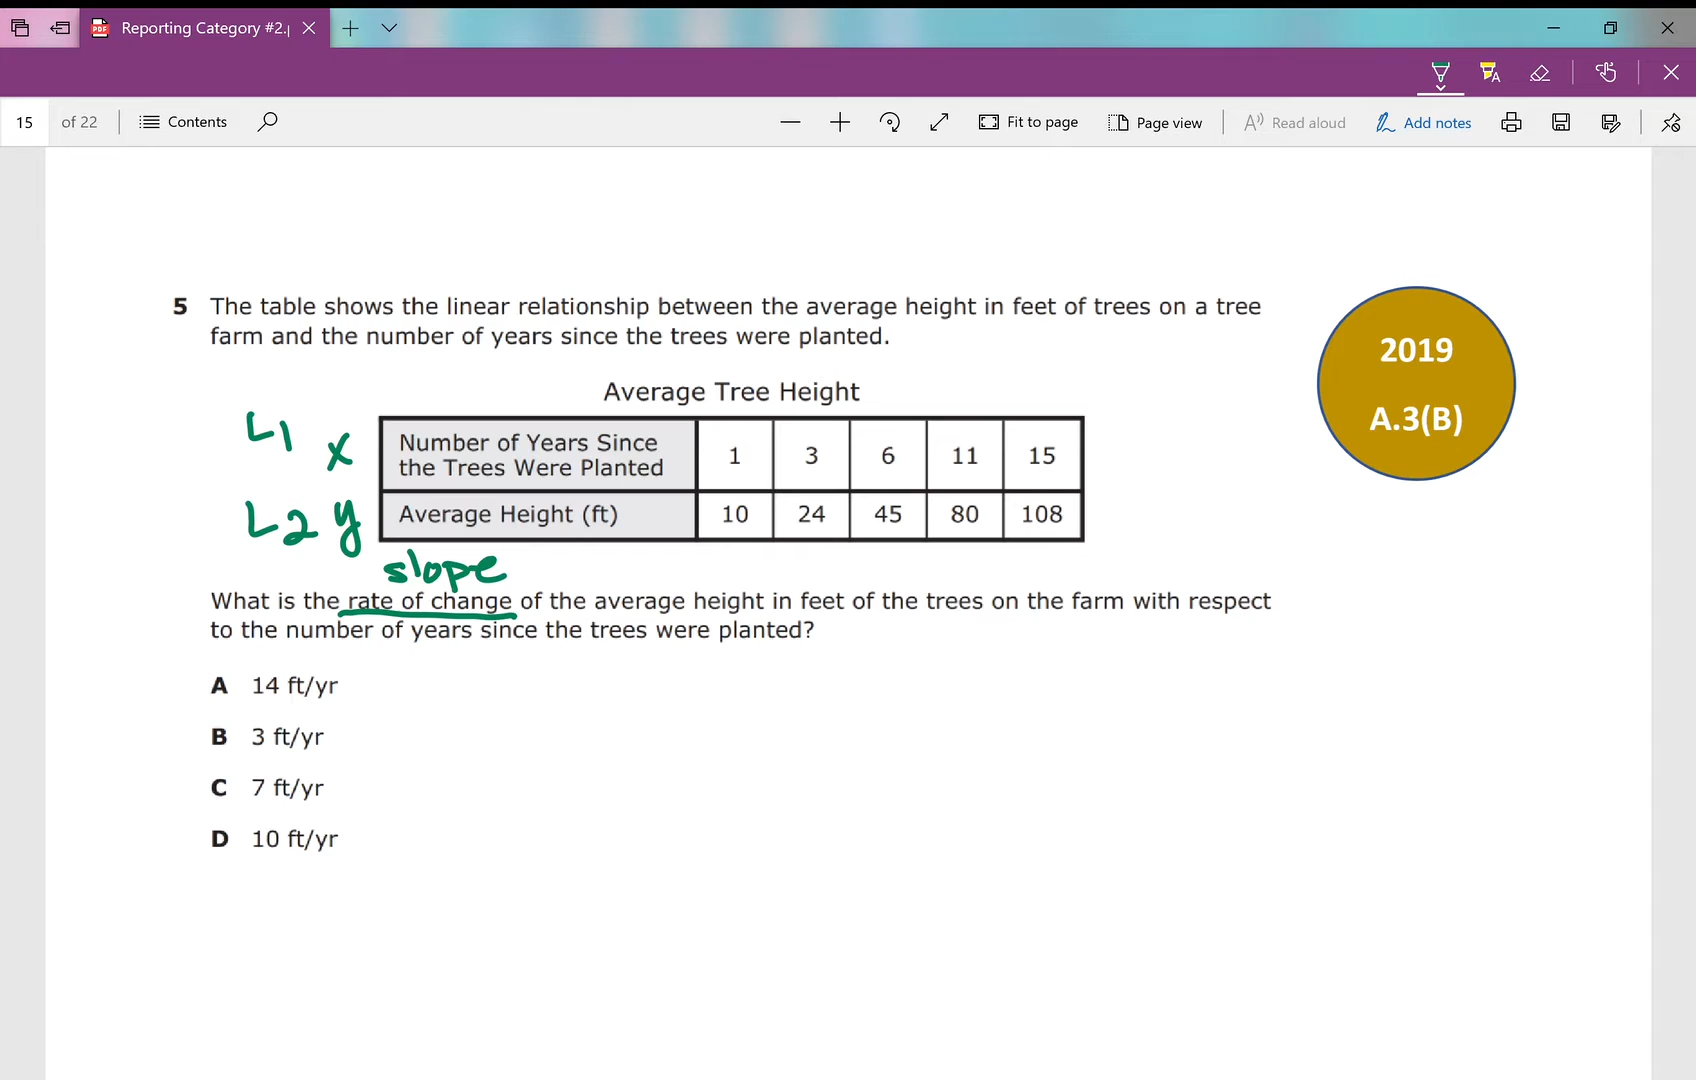 Reporting Category #2.p
15 of 22 Contents Fit to page Page view Read aloud Add notes
5 The table shows the linear relationship between the average height in feet of trees on a tree
farm and the number of years since the trees were planted.
2019
A.3(B)
Average Tree Height
L1 x Number of Years Since
the Trees Were Planted 1 3 6 11 15
L2 y Average Height (ft) 10 24 45 80 108
slope
What is the rate of change of the average height in feet of the trees on the farm with respect
to the number of years since the trees were planted?
A 14 ft/yr
B 3 ft/yr
C 7 ft/yr
D 10 ft/yr